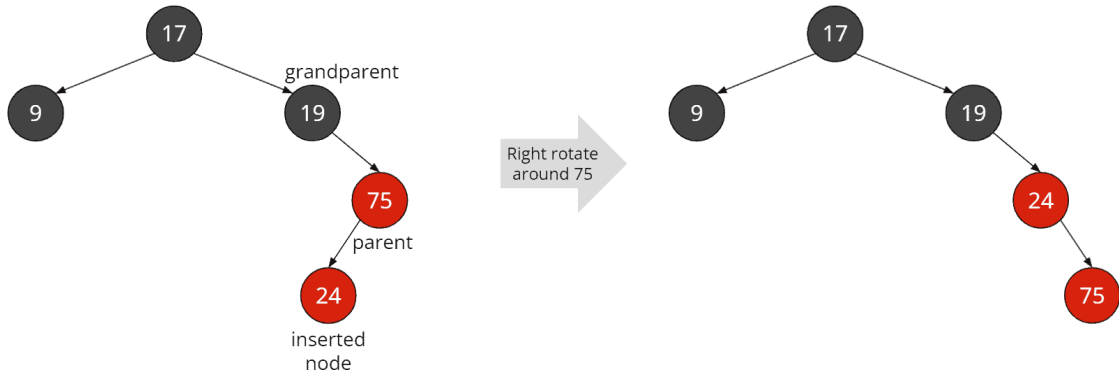 17
grandparent
9
19
75
parent
24
inserted
node
Right rotate
around 75
17
9
19
24
75